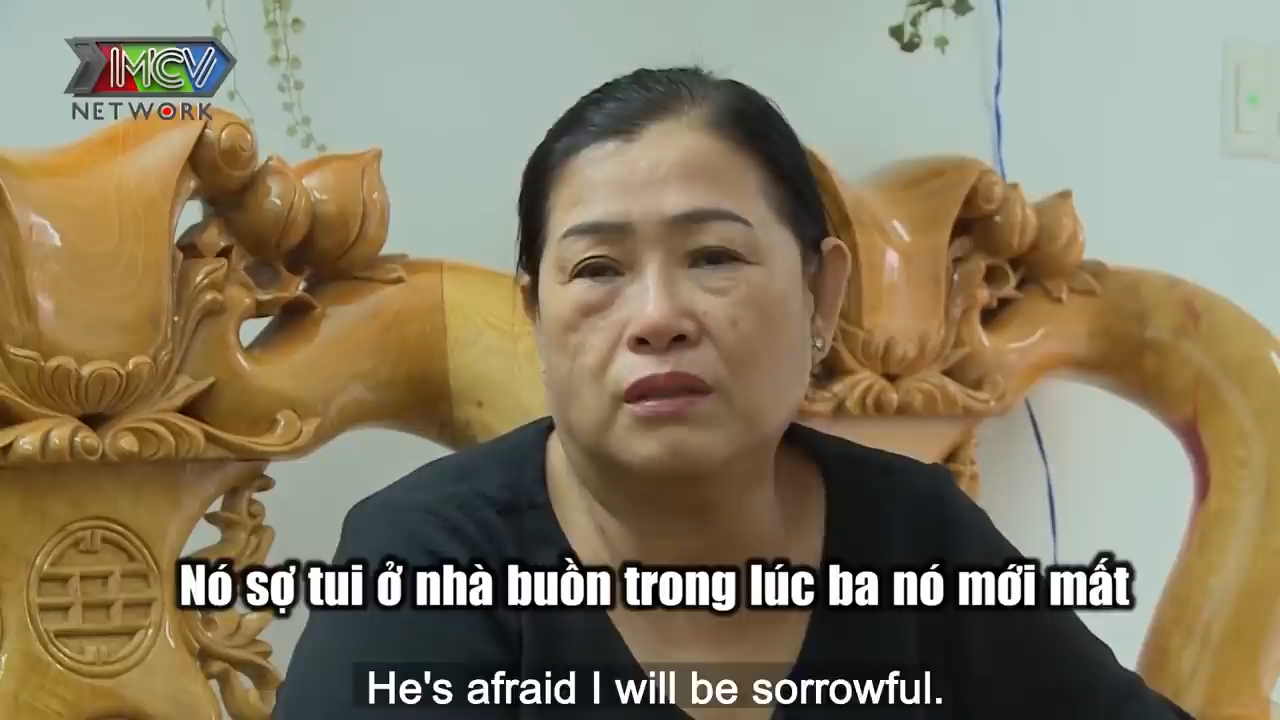 MCV
NETWORK
Nó sợ tui ở nhà buồn trong lúc ba nó mới mất
He's afraid I will be sorrowful.